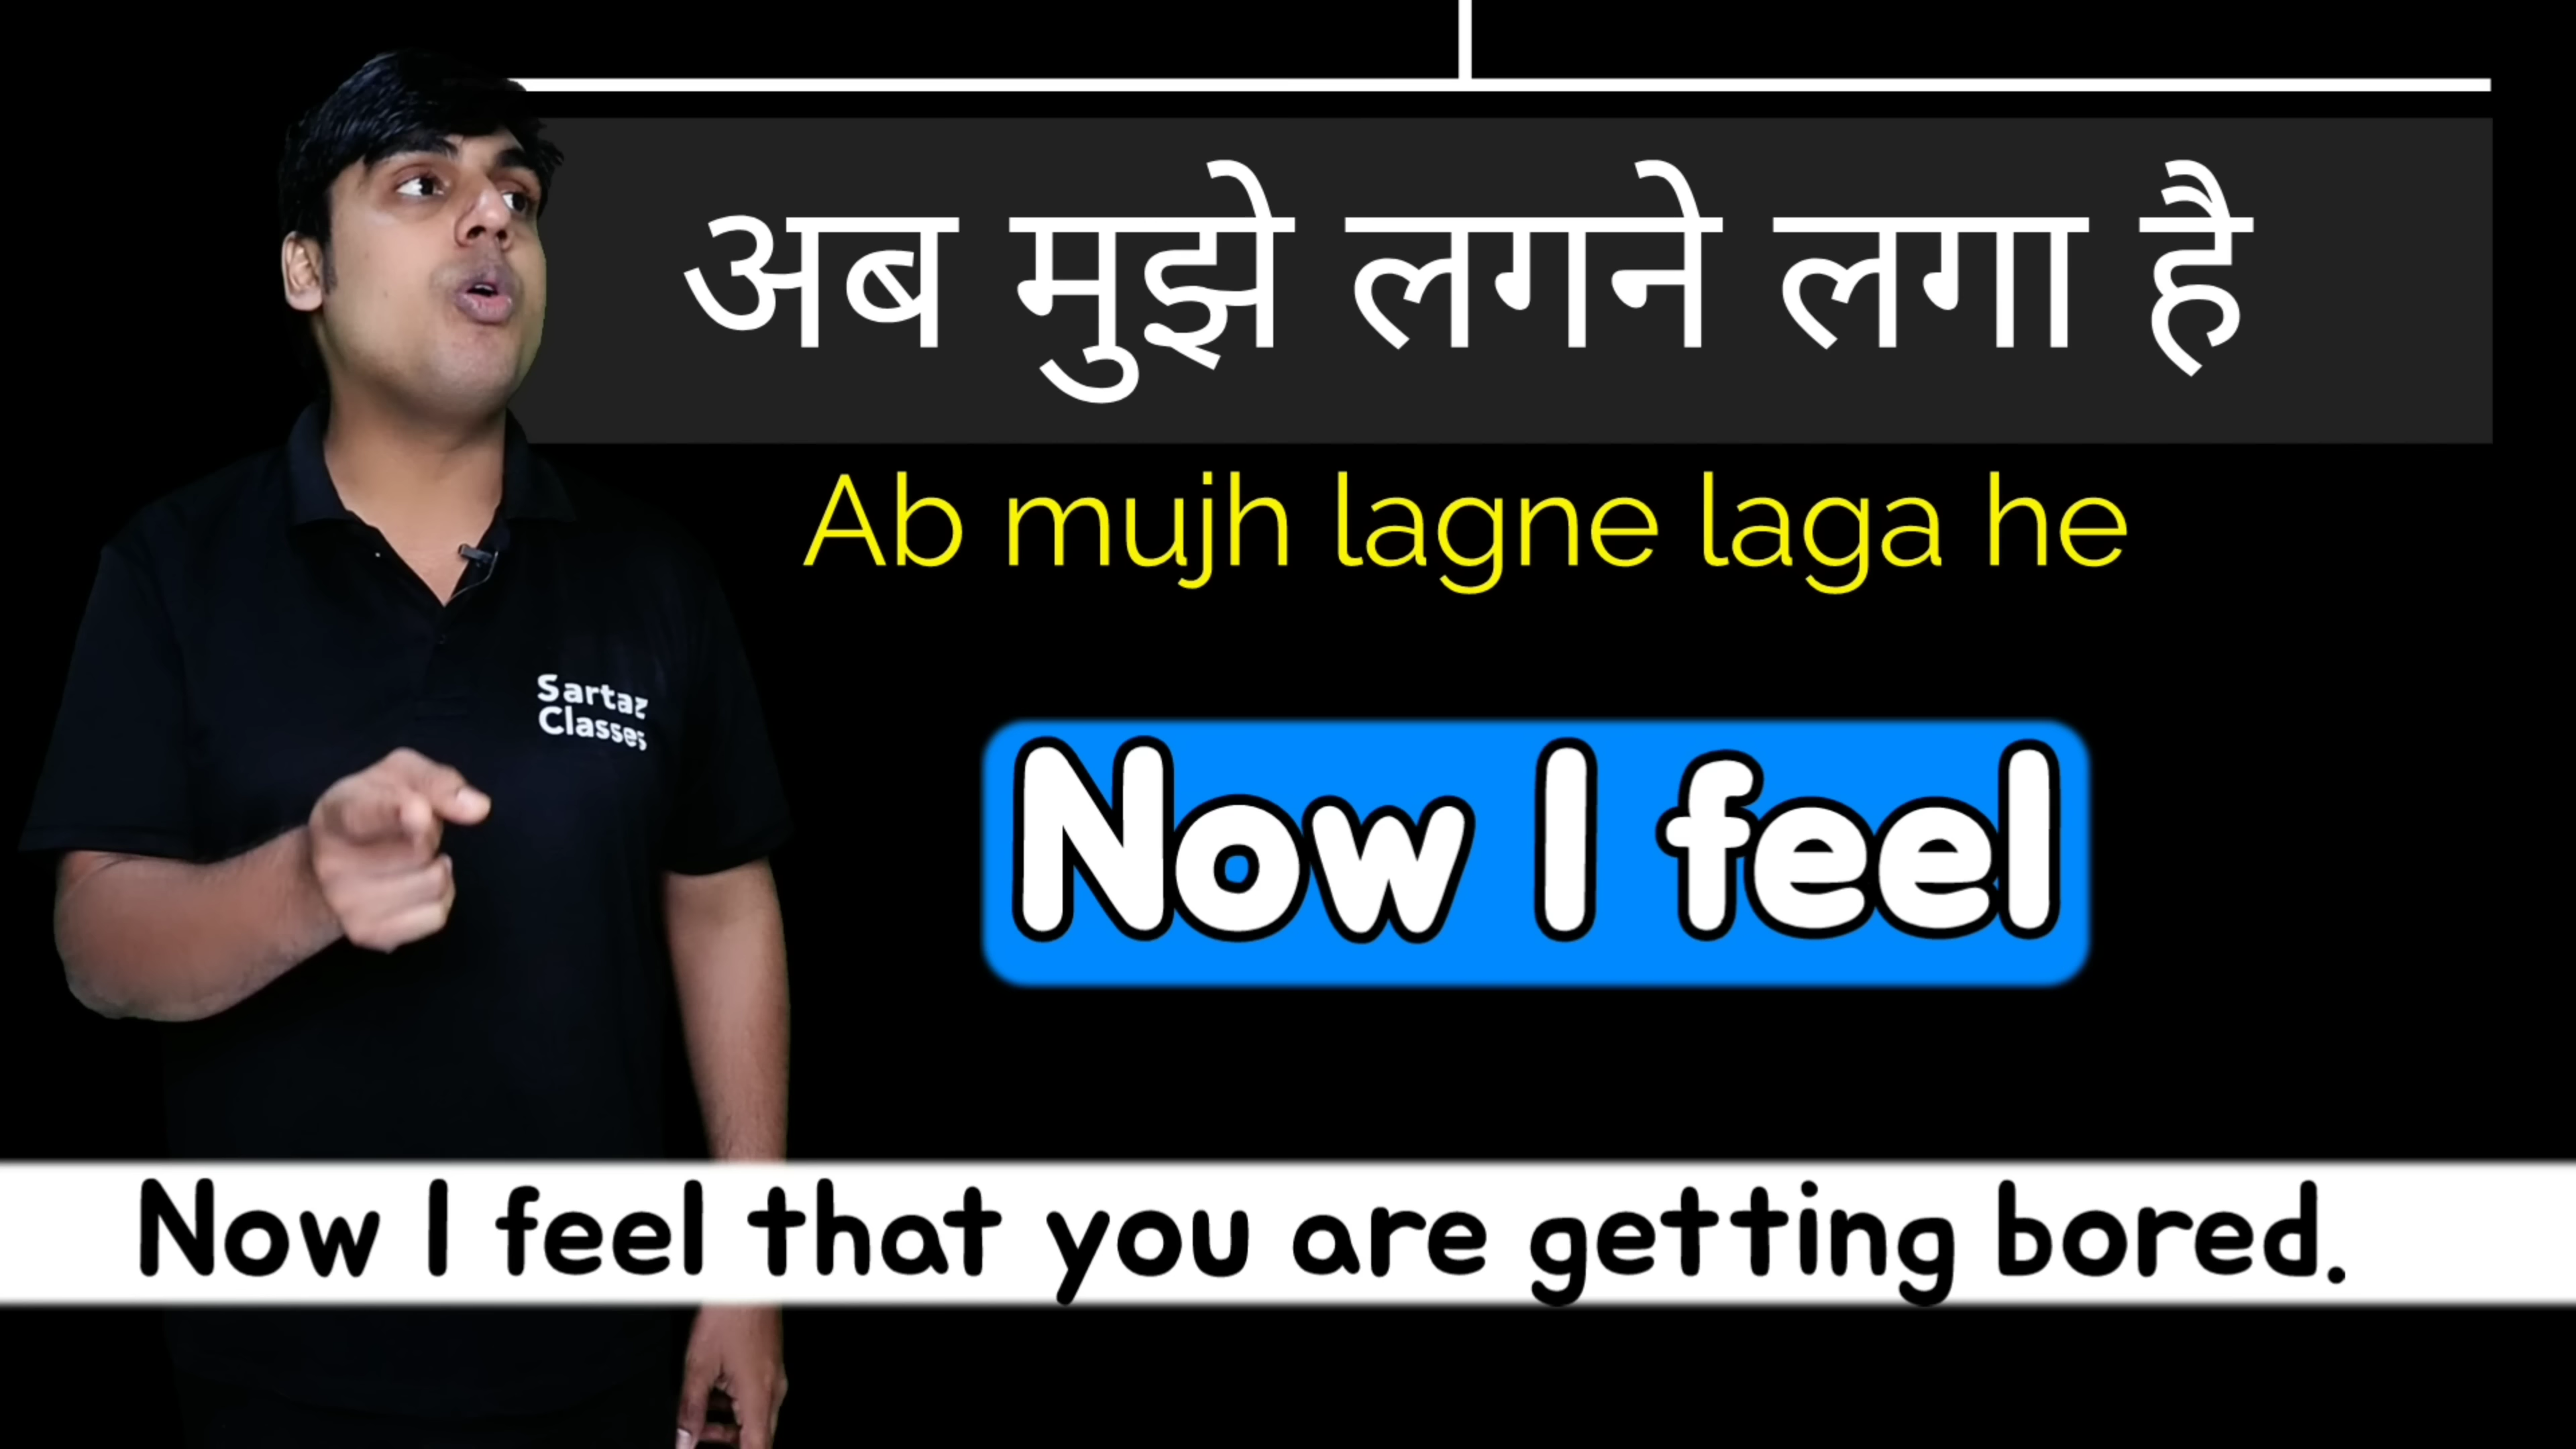 अब मुझे लगने लगा है
Ab mujh lagne laga he
Sartaz
Classes
Now I feel
Now I feel that you are getting bored.